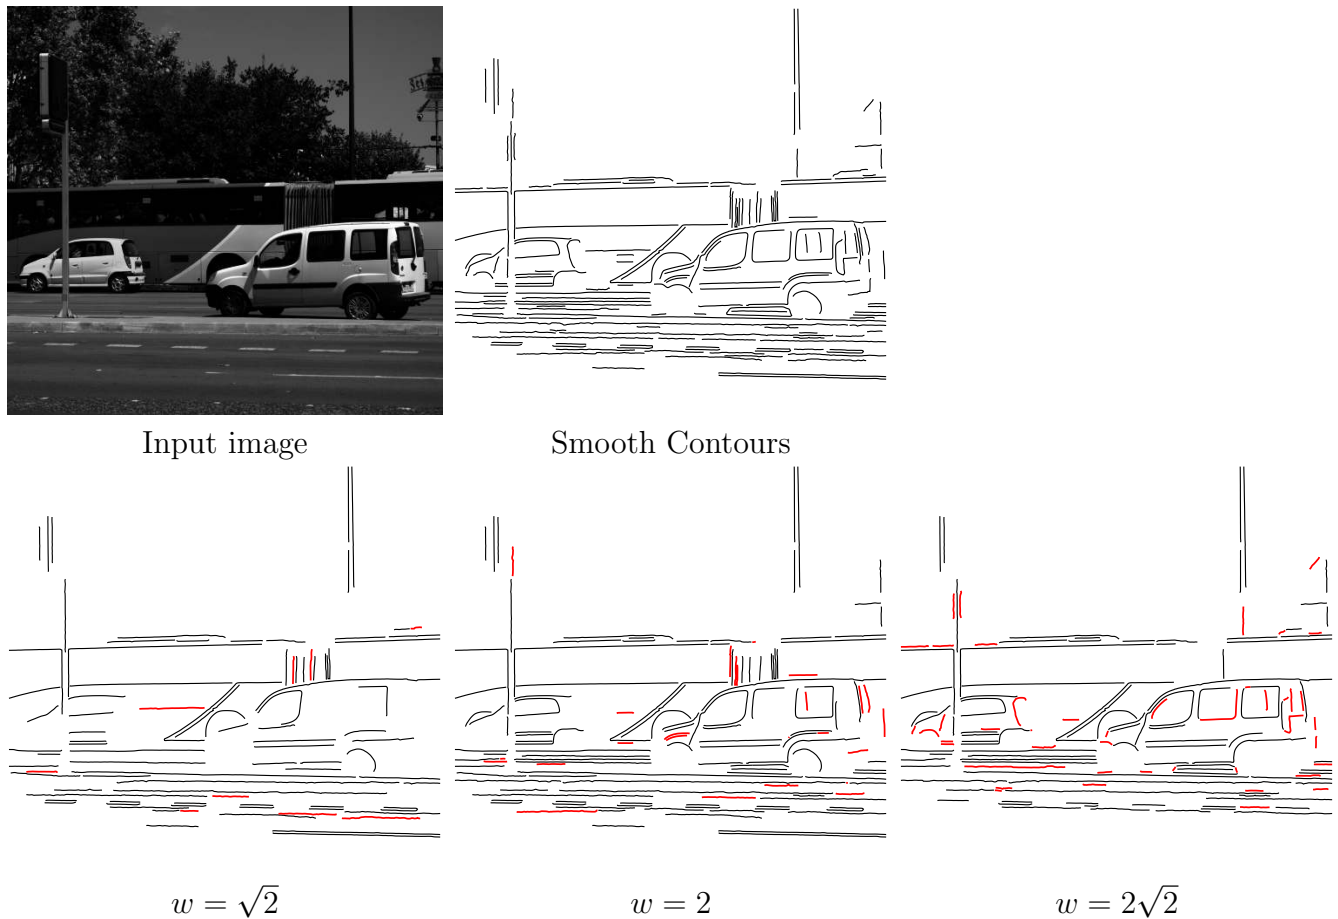 Input image
Smooth Contours
w = √2
w = 2
w = 2√2